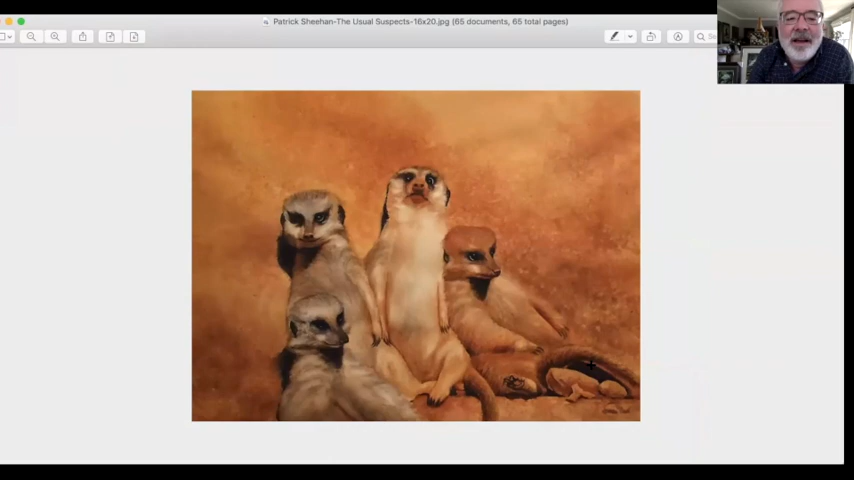 Patrick Sheehan-The Usual Suspects-16x20.jpg (65 documents, 65 total pages)